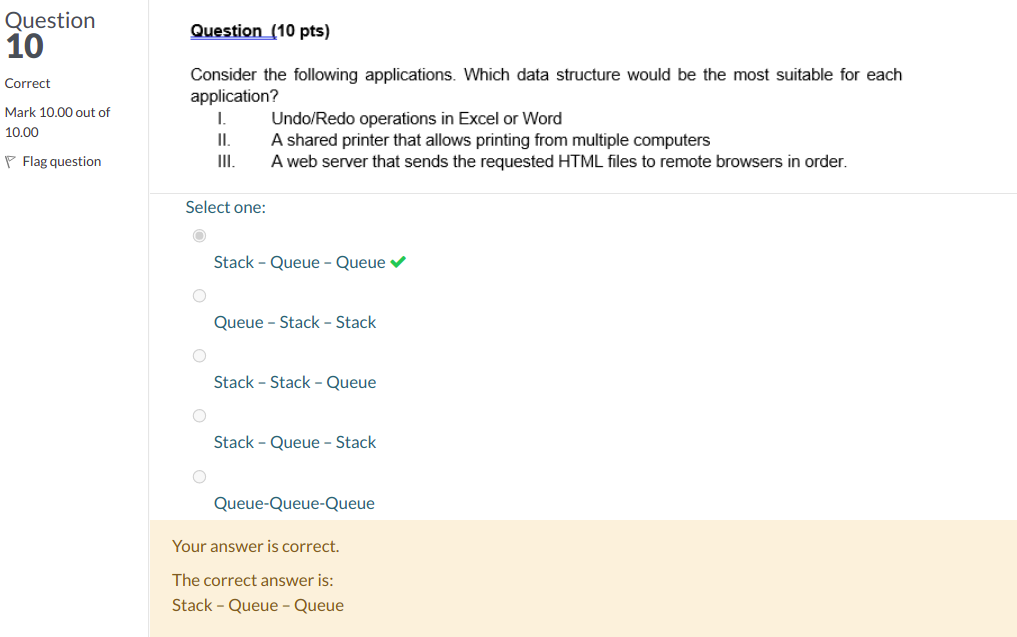 Question
10
Correct
Mark 10.00 out of
10.00
Flag question
Question (10 pts)
Consider the following applications. Which data structure would be the most suitable for each
application?
I. Undo/Redo operations in Excel or Word
II. A shared printer that allows printing from multiple computers
III. A web server that sends the requested HTML files to remote browsers in order.
Select one:
Stack – Queue – Queue
Queue – Stack – Stack
Stack – Stack – Queue
Stack – Queue – Stack
Queue-Queue-Queue
Your answer is correct.
The correct answer is:
Stack – Queue – Queue